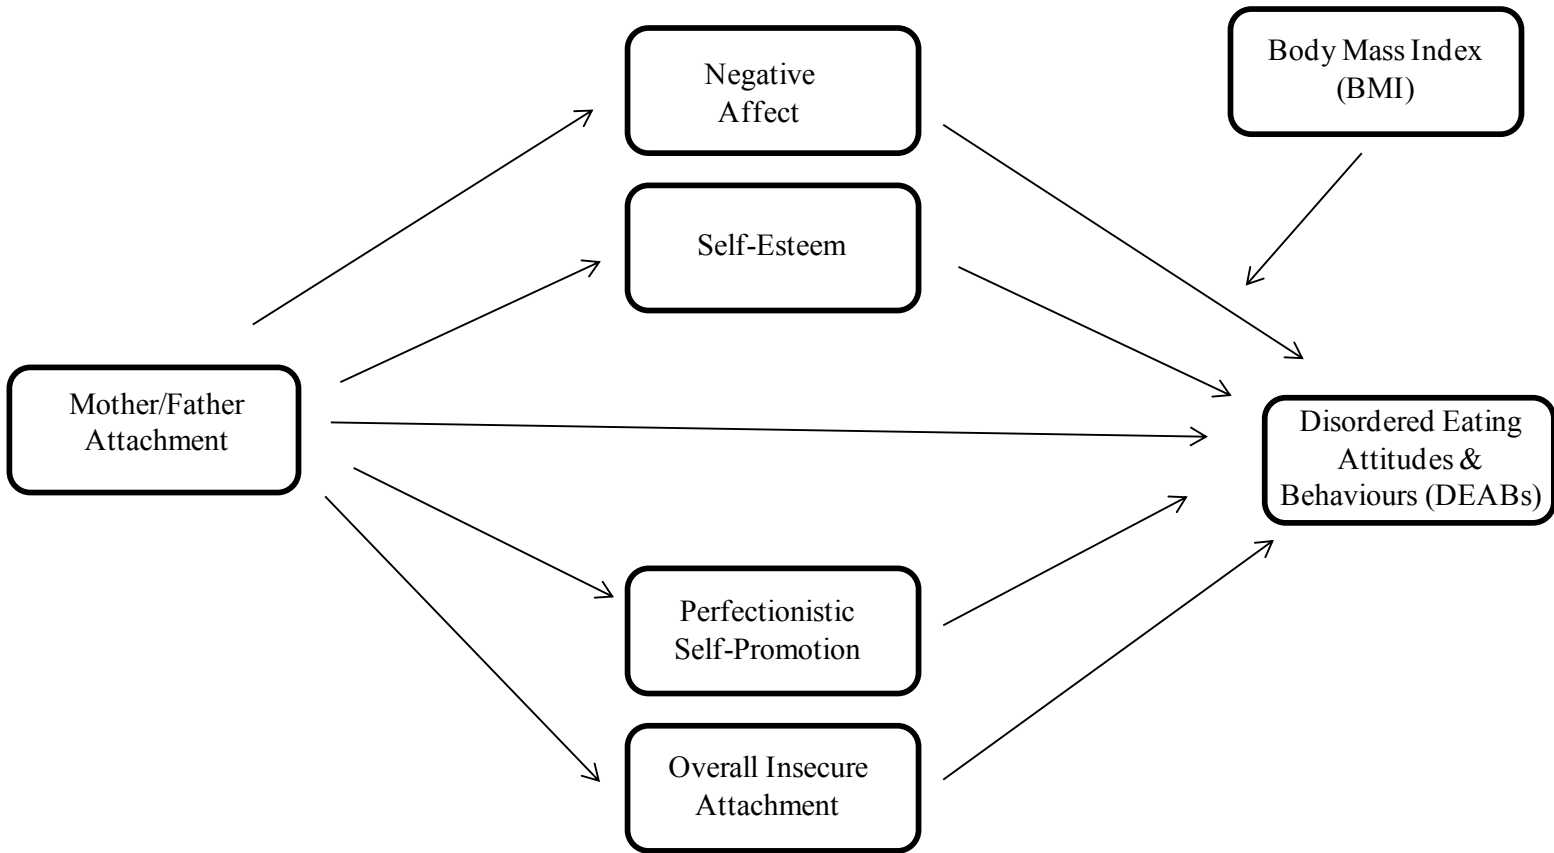 Negative
Affect
Body Mass Index
(BMI)
Self-Esteem
Mother/Father
Attachment
Disordered Eating
Attitudes &
Behaviours (DEABs)
Perfectionistic
Self-Promotion
Overall Insecure
Attachment